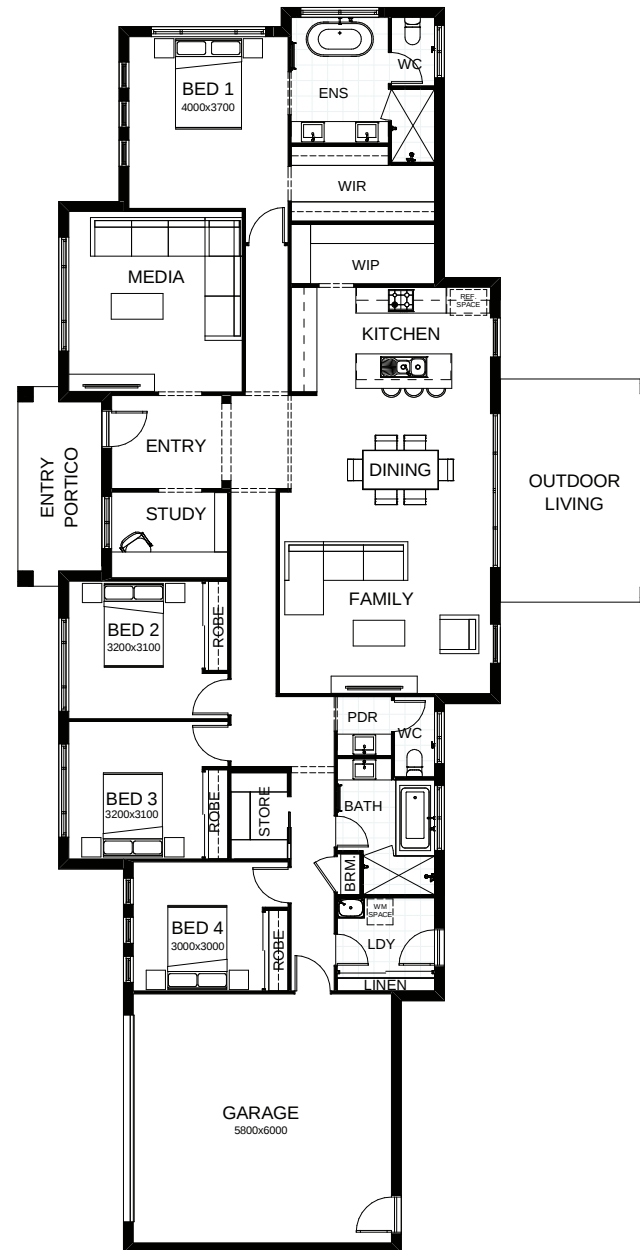 WC
BED 1
4000x3700
ENS
WIR
WIP
MEDIA
REF.
SPACE
KITCHEN
ENTRY
ENTRY
PORTICO
DINING
OUTDOOR
LIVING
STUDY
FAMILY
BED 2
3200x3100
ROBE
PDR
WC
BED 3
3200x3100
ROBE
STORE
BATH
BRM.
BED 4
3000x3000
ROBE
WM
SPACE
LDY
LINEN
GARAGE
5800x6000